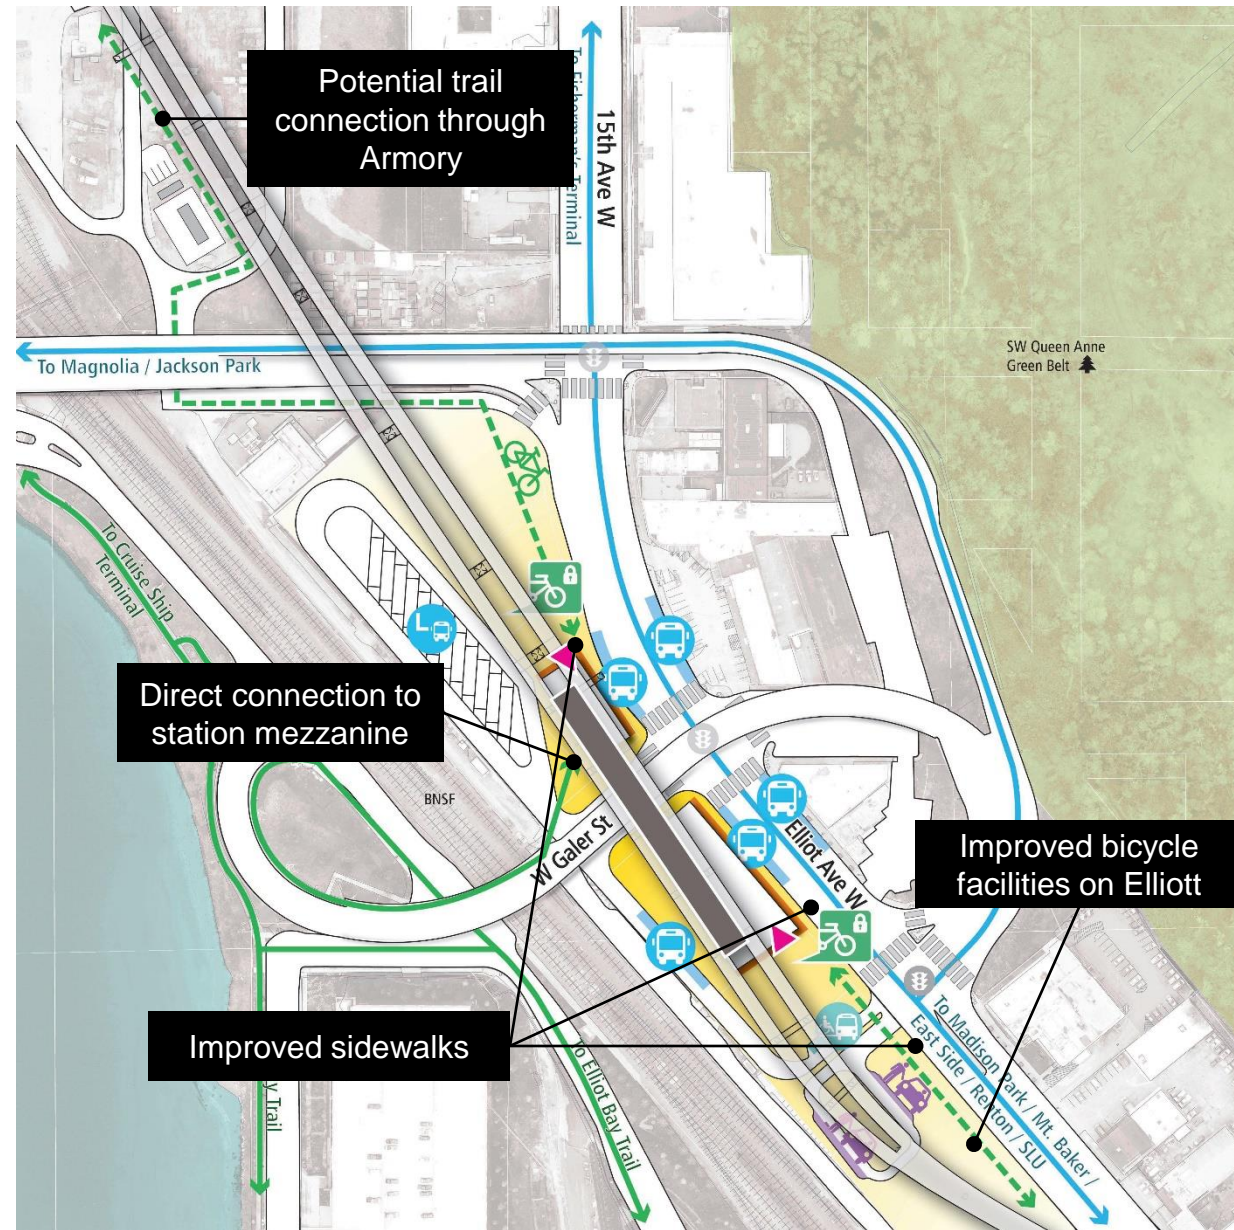 Potential trail
connection through
Armory
To Fisherman's Terminal
15th Ave W
To Magnolia / Jackson Park
SW Queen Anne
Green Belt
To Cruise Ship
Terminal
Direct connection to
station mezzanine
BNSF
W Galer St
Elliot Ave W
Improved bicycle
facilities on Elliott
Improved sidewalks
To Madison Park / Mt. Baker /
East Side / Renton / SLU
To Elliot Bay Trail
y Trail